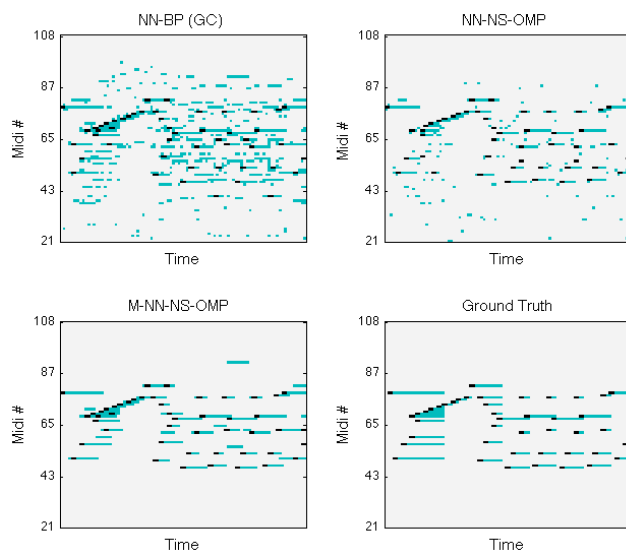 NN-BP (GC)
108
87
65
43
21
Midi #
Time
NN-NS-OMP
108
87
65
43
21
Midi #
Time
M-NN-NS-OMP
108
87
65
43
21
Midi #
Time
Ground Truth
108
87
65
43
21
Midi #
Time